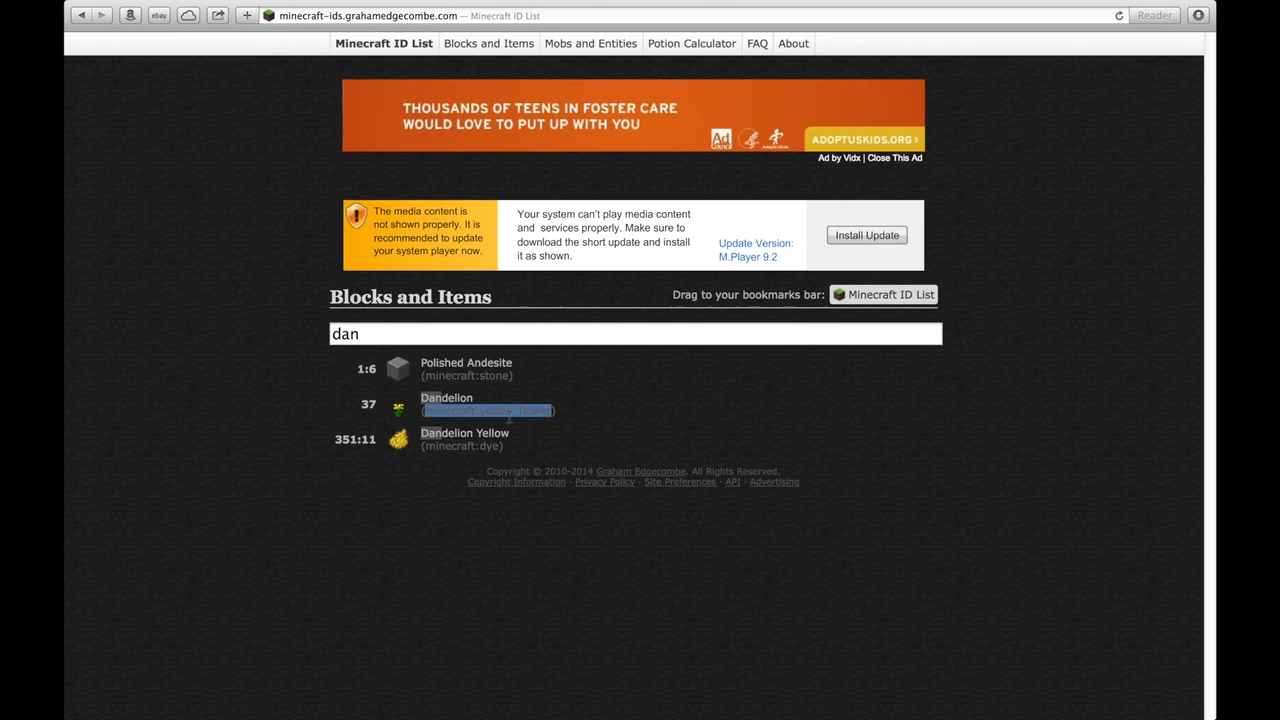 ebay
minecraft-ids.grahamedgecombe.com — Minecraft ID List
Reader
Minecraft ID List
Blocks and Items
Mobs and Entities
Potion Calculator
FAQ
About
THOUSANDS OF TEENS IN FOSTER CARE
WOULD LOVE TO PUT UP WITH YOU
Ad
ADOPTUSKIDS.ORG ›
Ad by Vidx | Close This Ad
The media content is
not shown properly. It is
recommended to update
your system player now.
Your system can't play media content
and services properly. Make sure to
download the short update and install
it as shown.
Update Version:
M.Player 9.2
Install Update
Blocks and Items
Drag to your bookmarks bar:
Minecraft ID List
dan
1:6
Polished Andesite
(minecraft:stone)
37
Dandelion
(minecraft:yellow_flower)
351:11
Dandelion Yellow
(minecraft:dye)
Copyright © 2010-2014 Graham Edgecombe. All Rights Reserved.
Copyright Information · Privacy Policy · Site Preferences · API · Advertising